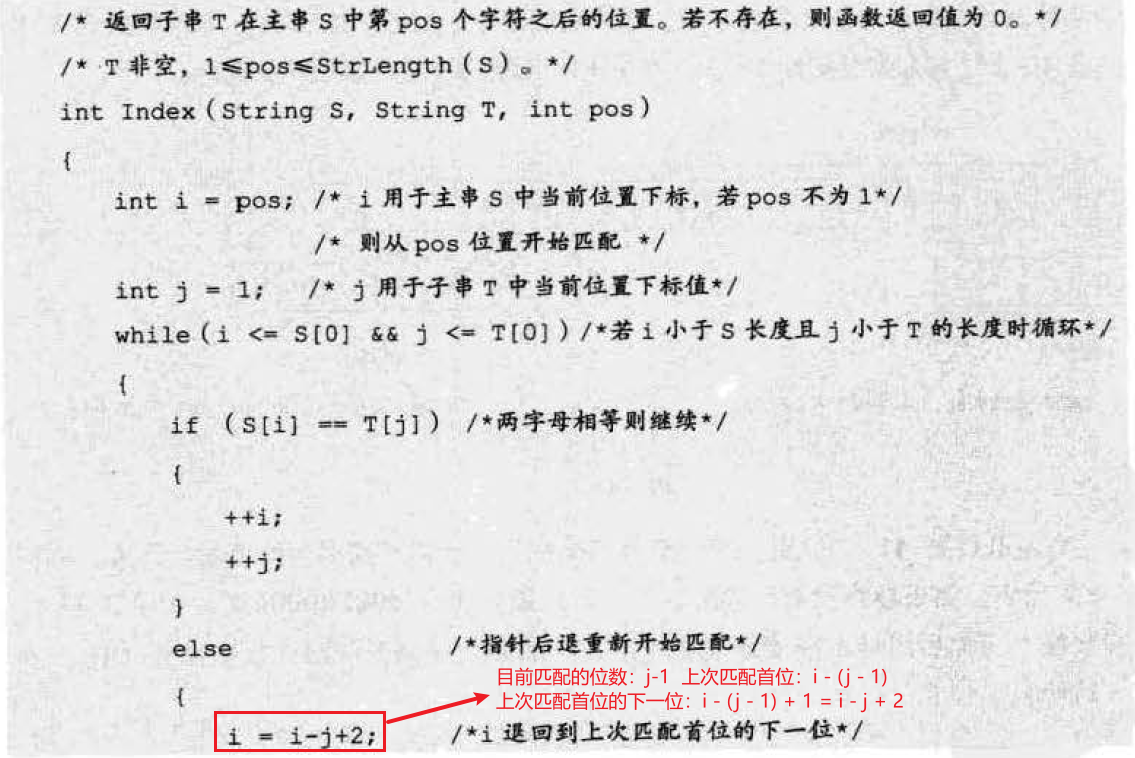 /* 返回子串 T 在主串 S 中第 pos 个字符之后的位置。若不存在，则函数返回值为 0。*/
/* T 非空，1≤pos≤StrLength（S）。*/
int Index（String S, String T, int pos）
{
int i = pos; /* i 用于主串 S 中当前位置下标，若 pos 不为 1*/
/* 则从 pos 位置开始匹配 */
int j = 1; /* j 用于子串 T 中当前位置下标值*/
while（i <= S[0] && j <= T[0]）/*若 i 小于 S 长度且 j 小于 T 的长度时循环*/
{
if （S[i] == T[j]） /*两字母相等则继续*/
{
++i;
++j;
}
else /*指针后退重新开始匹配*/
目前匹配的位数：j-1 上次匹配首位：i - (j - 1)
{
上次匹配首位的下一位：i - (j - 1) + 1 = i - j + 2
i = i-j+2; /*i 退回到上次匹配首位的下一位*/